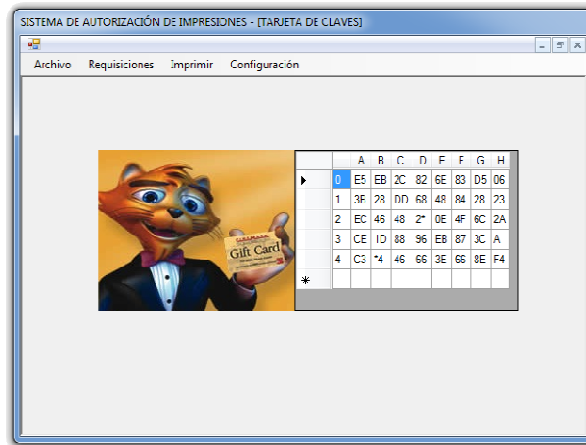 SISTEMA DE AUTORIZACIÓN DE IMPRESIONES - [TARJETA DE CLAVES]
Archivo Requisiciones Imprimir Configuración
A B C D E F G H
0 E5 EB 2C 82 6E 83 D5 06
1 3F 23 DD 68 48 84 28 23
2 EC 46 48 0E 4F 6C 2A
3 CE 1D 88 96 EB 87 3C A
4 C3 46 66 3E 66 8E F4
Gift Card